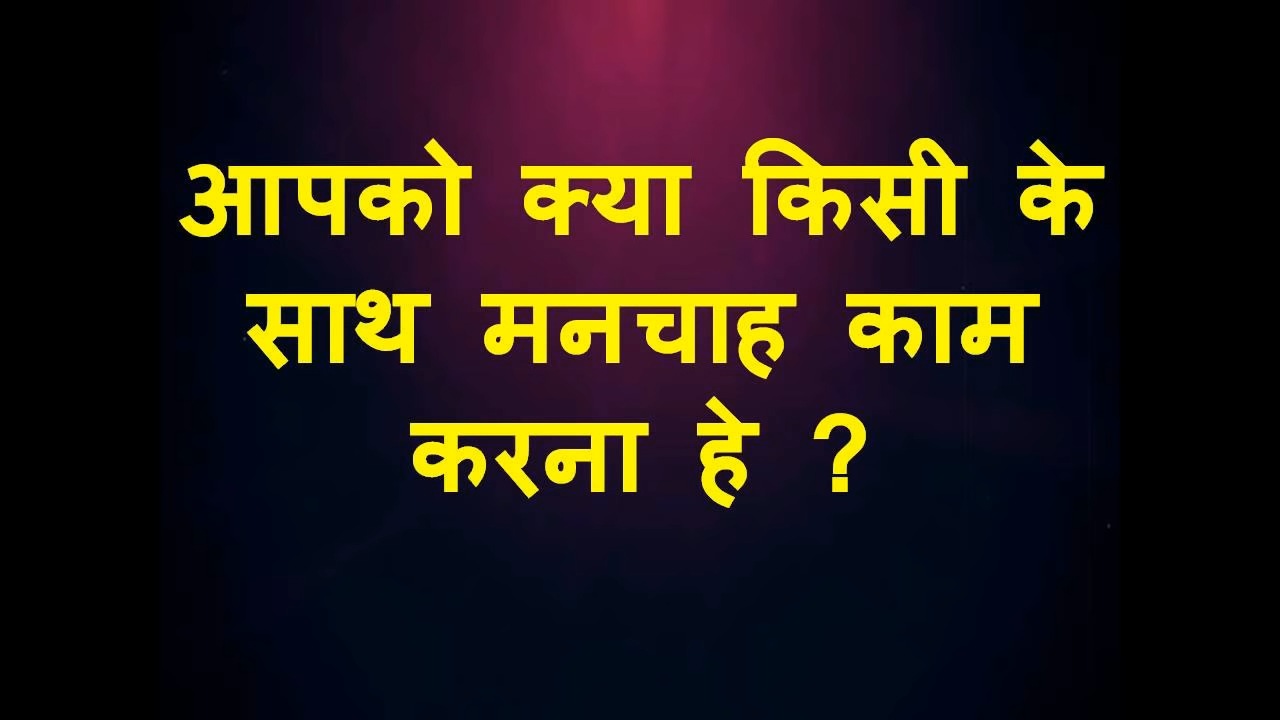 आपको क्या किसी के
साथ मनचाह काम
करना हे ?